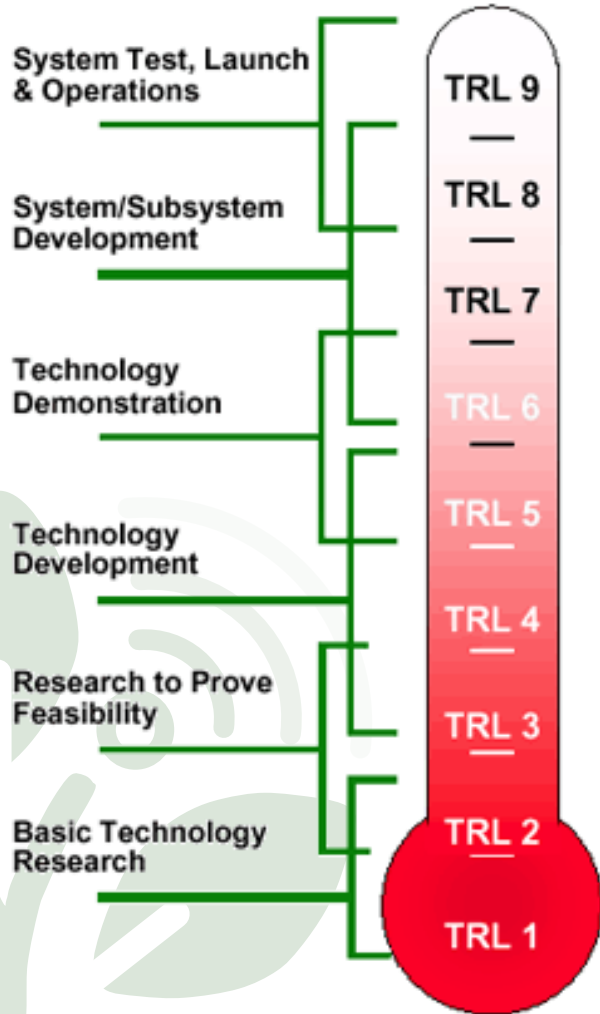 System Test, Launch
& Operations
System/Subsystem
Development
Technology
Demonstration
Technology
Development
Research to Prove
Feasibility
Basic Technology
Research
TRL 9
TRL 8
TRL 7
TRL 6
TRL 5
TRL 4
TRL 3
TRL 2
TRL 1